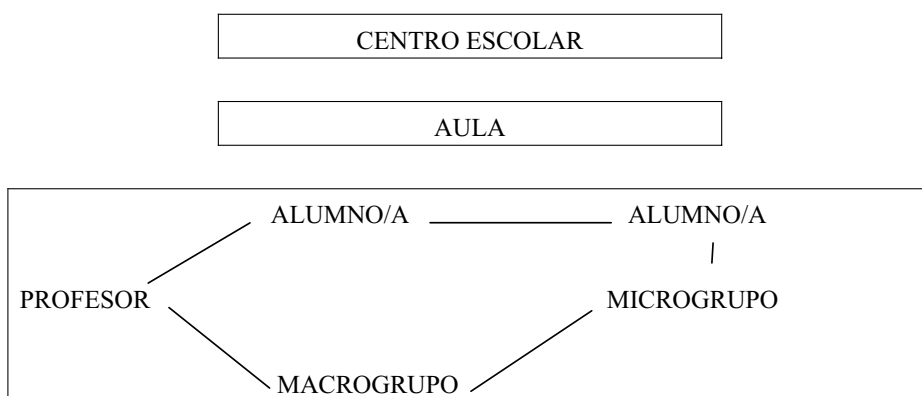 CENTRO ESCOLAR
AULA
ALUMNO/A ALUMNO/A
PROFESOR MICROGRUPO
MACROGRUPO